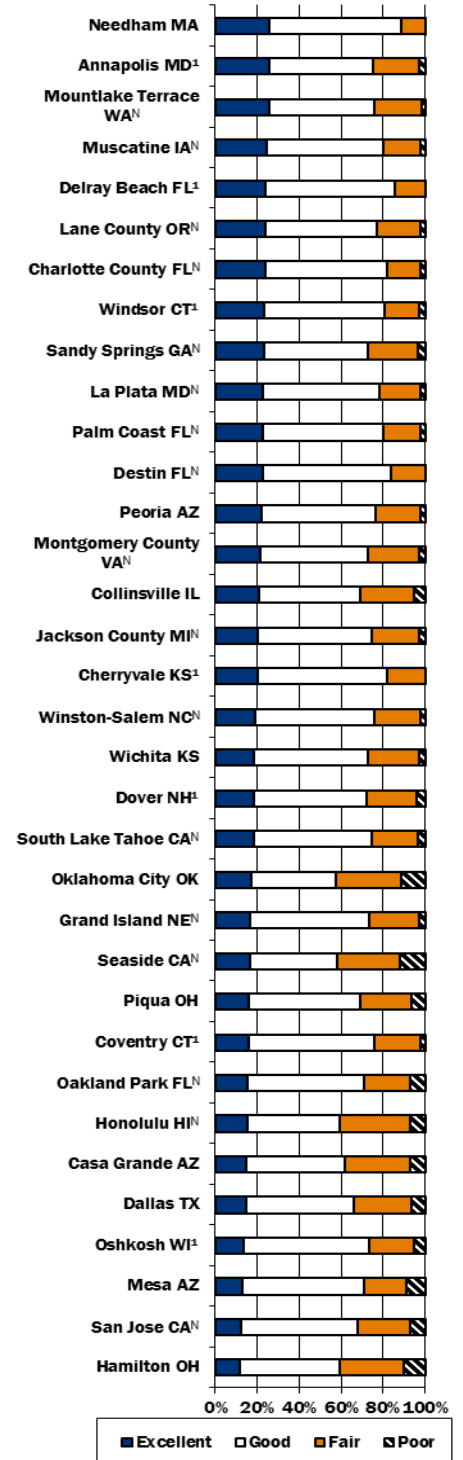 Needham MA
Annapolis MD¹
Mountlake Terrace
WAᴺ
Muscatine IAᴺ
Delray Beach FL¹
Lane County ORᴺ
Charlotte County FLᴺ
Windsor CT¹
Sandy Springs GAᴺ
La Plata MDᴺ
Palm Coast FLᴺ
Destin FLᴺ
Peoria AZ
Montgomery County
VAᴺ
Collinsville IL
Jackson County MIᴺ
Cherryvale KS¹
Winston-Salem NCᴺ
Wichita KS
Dover NH¹
South Lake Tahoe CAᴺ
Oklahoma City OK
Grand Island NEᴺ
Seaside CAᴺ
Piqua OH
Coventry CT¹
Oakland Park FLᴺ
Honolulu HIᴺ
Casa Grande AZ
Dallas TX
Oshkosh WI¹
Mesa AZ
San Jose CAᴺ
Hamilton OH
0% 20% 40% 60% 80% 100%
Excellent Good Fair Poor